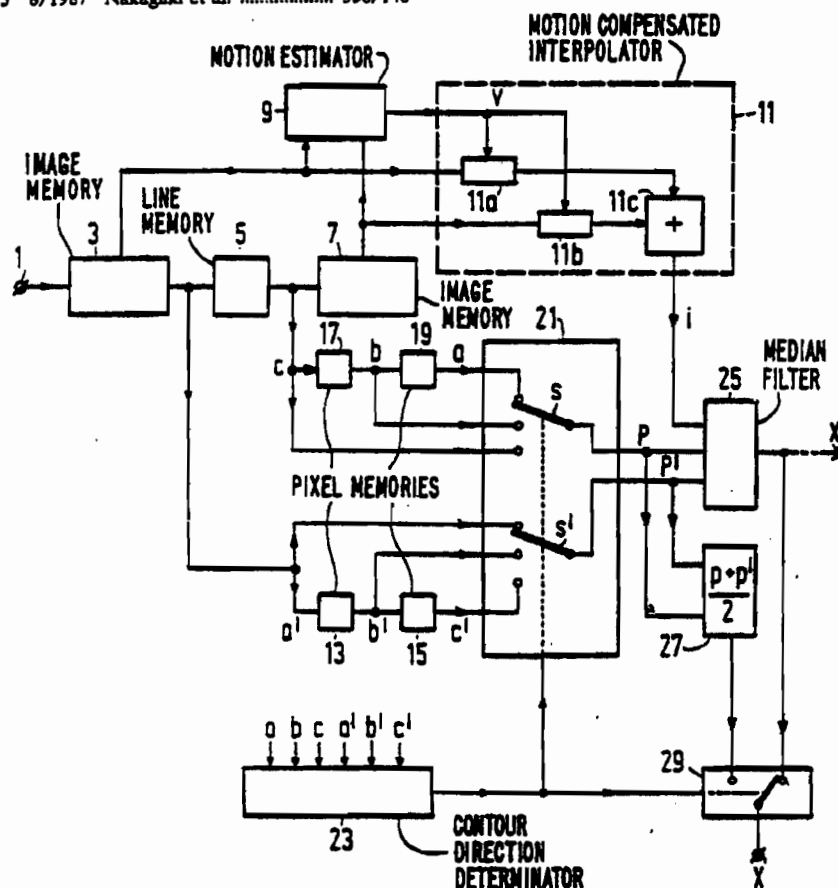 MOTION COMPENSATED
INTERPOLATOR
MOTION ESTIMATOR
9
V
11
IMAGE
MEMORY
LINE
MEMORY
11a
11c
+
11b
1
3
5
7
IMAGE
MEMORY
17
b
19
a
21
i
MEDIAN
FILTER
25
c
s
p
p'
X
PIXEL MEMORIES
s'
p+p'
2
a'
13
b'
15
c'
27
a b c a' b' c'
29
23
CONTOUR
DIRECTION
DETERMINATOR
X